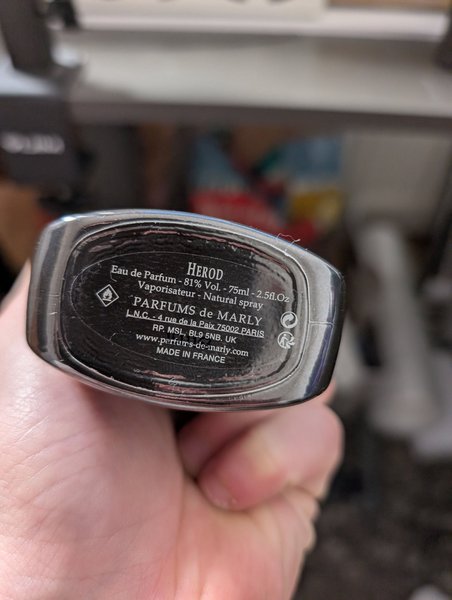 HEROD
Eau de Parfum - 81% Vol. - 75ml - 2.5fl.Oz
Vaporisateur - Natural spray
PARFUMS de MARLY
L.N.C. - 4 rue de la Paix 75002 PARIS
RP. MSL, BL9 5NB, UK
www.parfums-de-marly.com
MADE IN FRANCE